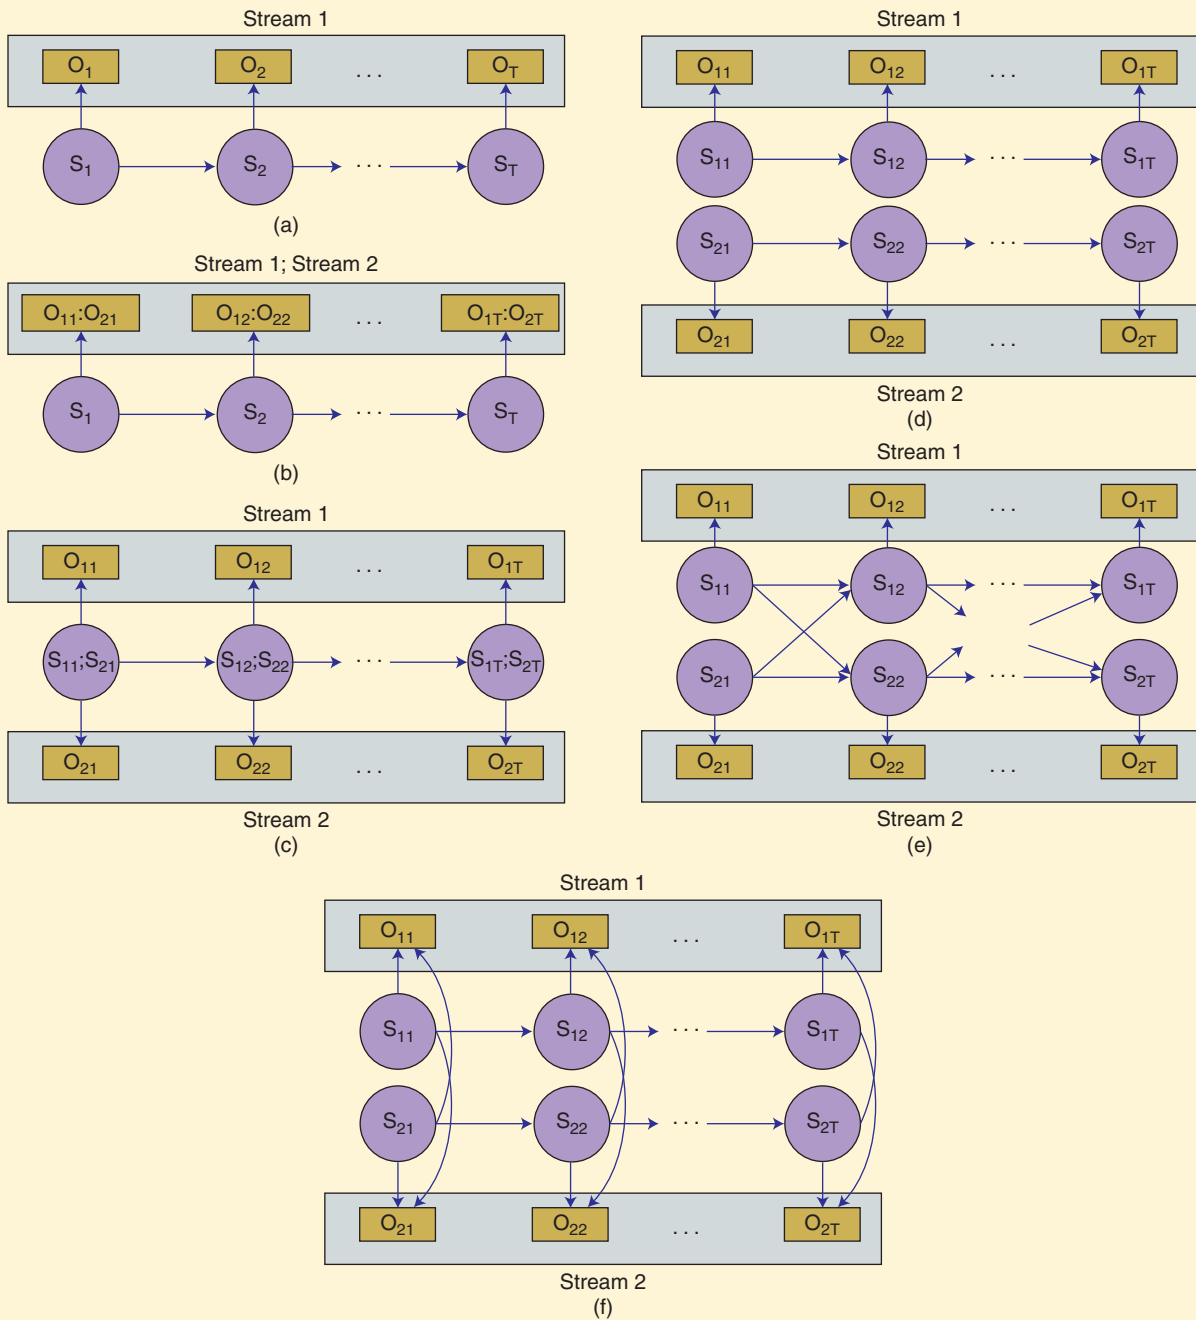 Stream 1
O₁ O₂ . . . O_T
S₁ S₂ . . . S_T
(a)
Stream 1; Stream 2
O₁₁:O₂₁ O₁₂:O₂₂ . . . O₁T:O₂T
S₁ S₂ . . . S_T
(b)
Stream 1
O₁₁ O₁₂ . . . O₁T
S₁₁;S₂₁ S₁₂;S₂₂ . . . S₁T;S₂T
O₂₁ O₂₂ . . . O₂T
Stream 2
(c)
Stream 1
O₁₁ O₁₂ . . . O₁T
S₁₁ S₁₂ . . . S₁T
S₂₁ S₂₂ . . . S₂T
O₂₁ O₂₂ . . . O₂T
Stream 2
(d)
Stream 1
O₁₁ O₁₂ . . . O₁T
S₁₁ S₁₂ . . . S₁T
S₂₁ S₂₂ . . . S₂T
O₂₁ O₂₂ . . . O₂T
Stream 2
(e)
Stream 1
O₁₁ O₁₂ . . . O₁T
S₁₁ S₁₂ . . . S₁T
S₂₁ S₂₂ . . . S₂T
O₂₁ O₂₂ . . . O₂T
Stream 2
(f)